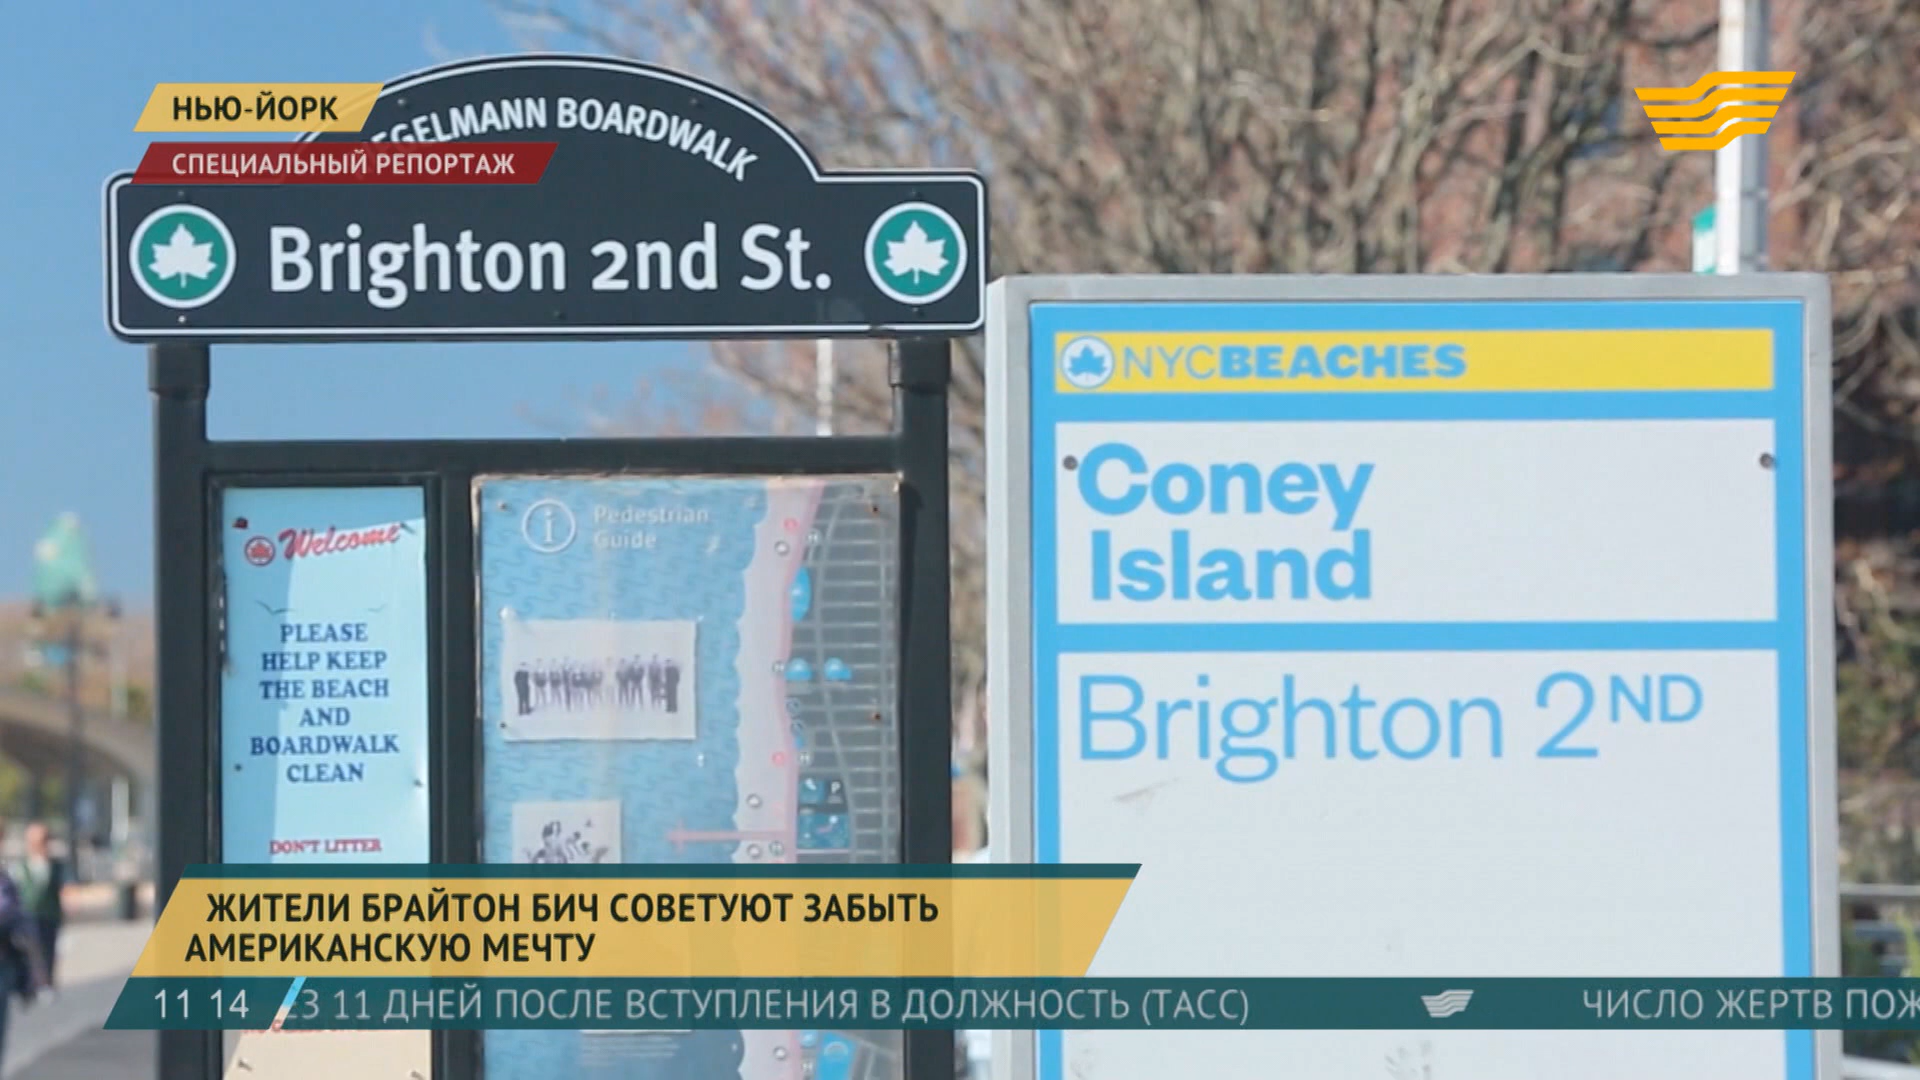 НЬЮ-ЙОРК
СПЕЦИАЛЬНЫЙ РЕПОРТАЖ
BOARDWALK
Brighton 2nd St.
NYCBEACHES
Coney
Island
Brighton 2ND
Welcome
PLEASE
HELP KEEP
THE BEACH
AND
BOARDWALK
CLEAN
DON'T LITTER
i Pedestrian
Guide
P
ЖИТЕЛИ БРАЙТОН БИЧ СОВЕТУЮТ ЗАБЫТЬ
АМЕРИКАНСКУЮ МЕЧТУ
11 14 11 ДНЕЙ ПОСЛЕ ВСТУПЛЕНИЯ В ДОЛЖНОСТЬ (ТАСС) ЧИСЛО ЖЕРТВ